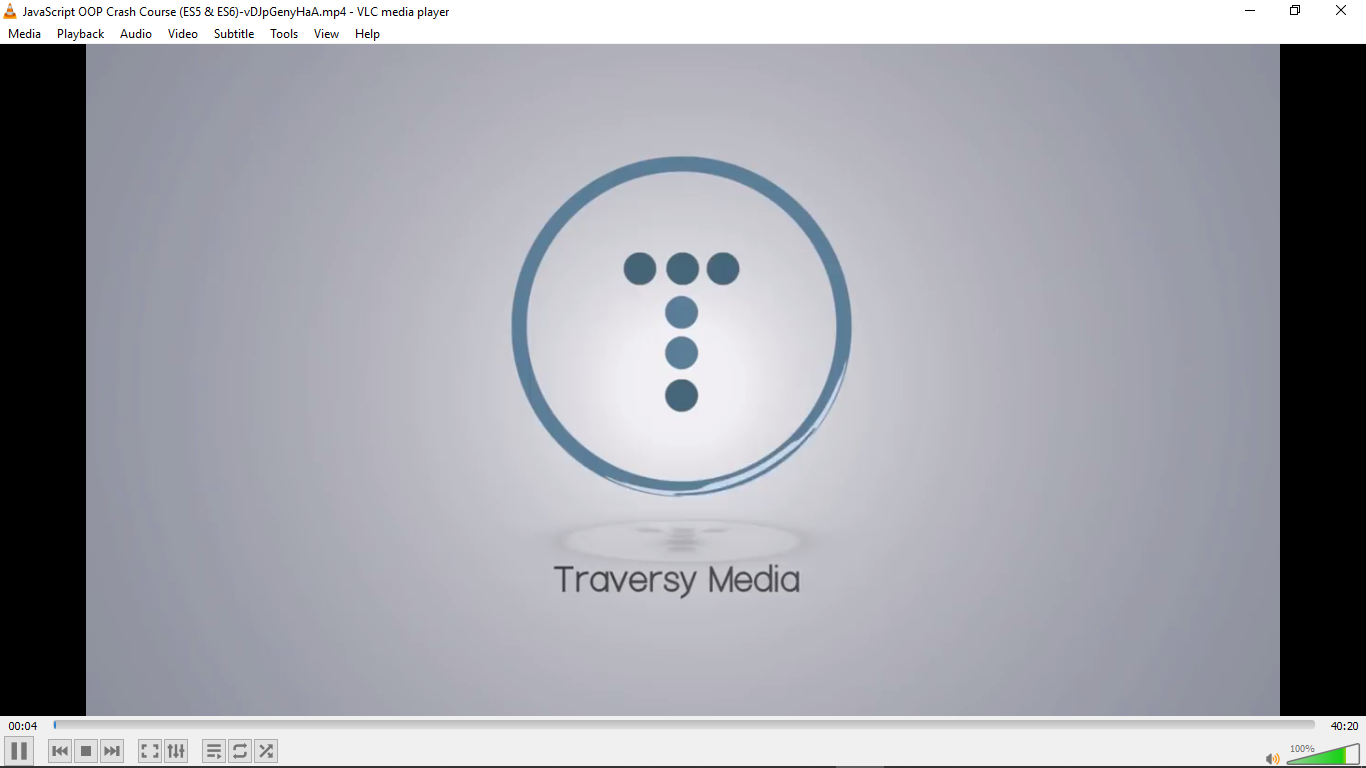 JavaScript OOP Crash Course (ES5 & ES6)-vDJpGenyHaA.mp4 - VLC media player
Media Playback Audio Video Subtitle Tools View Help
Traversy Media
00:04 40:20
100%